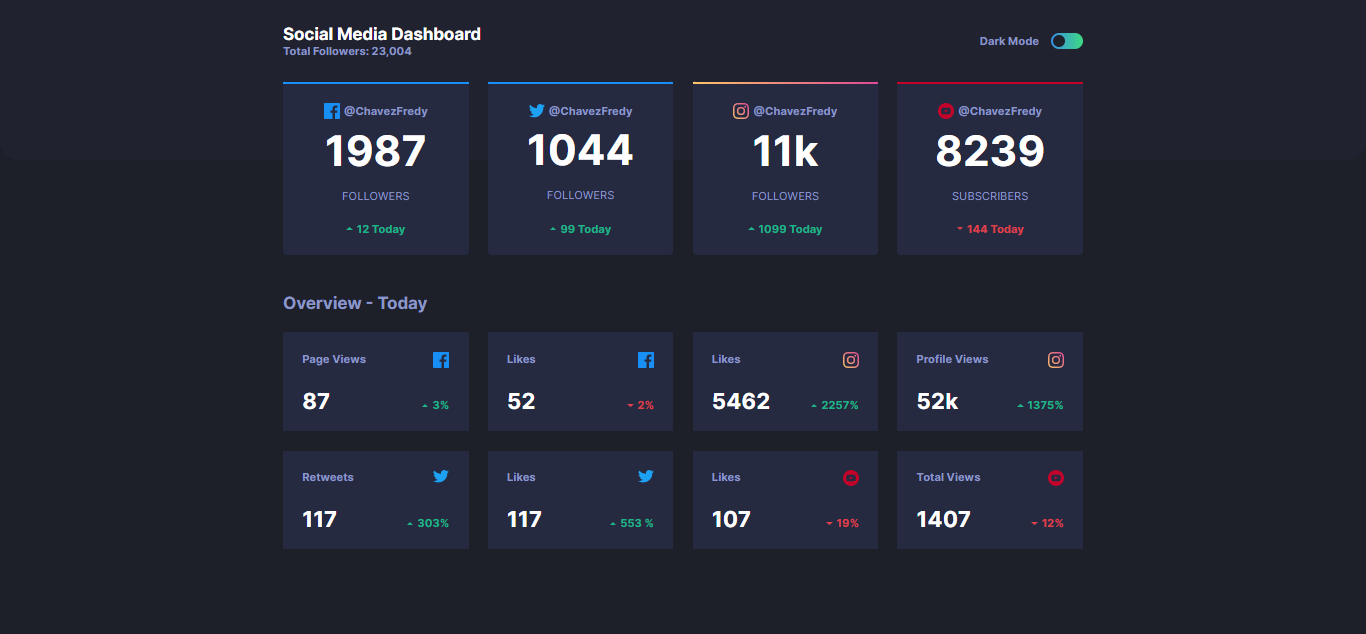 Social Media Dashboard
Total Followers: 23,004
Dark Mode
@ChavezFredy
1987
FOLLOWERS
12 Today
@ChavezFredy
1044
FOLLOWERS
99 Today
@ChavezFredy
11k
FOLLOWERS
1099 Today
@ChavezFredy
8239
SUBSCRIBERS
144 Today
Overview - Today
Page Views
87
3%
Likes
52
2%
Likes
5462
2257%
Profile Views
52k
1375%
Retweets
117
303%
Likes
117
553 %
Likes
107
19%
Total Views
1407
12%